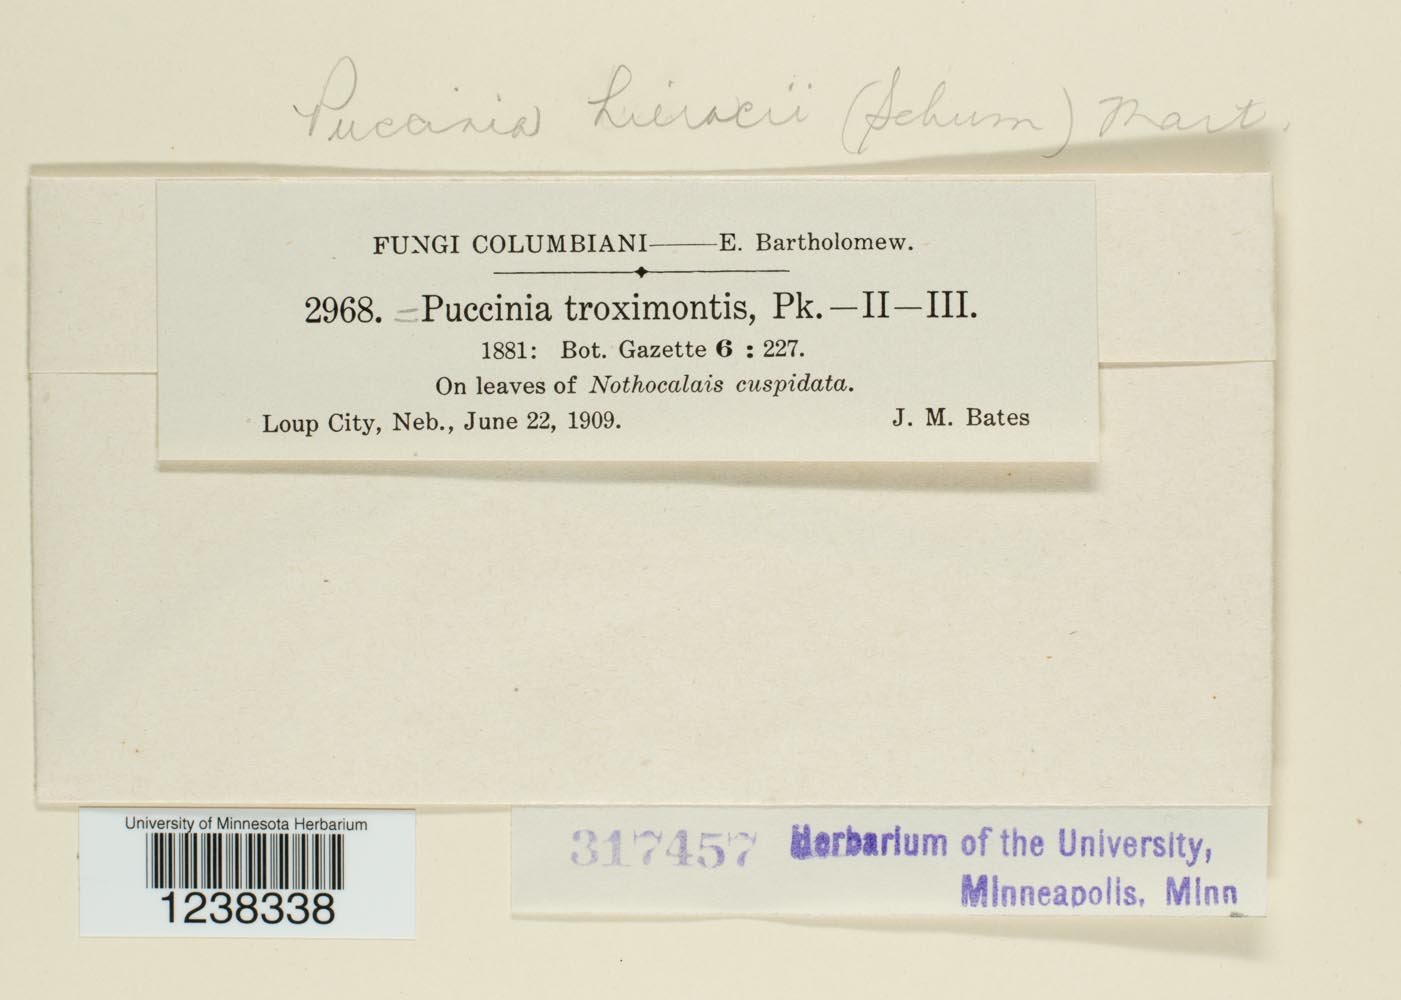 Puccinia hieracii (Schum) Mart.
FUNGI COLUMBIANI—E. Bartholomew.
2968. =Puccinia troximontis, Pk.—II—III.
1881: Bot. Gazette 6 : 227.
On leaves of Nothocalais cuspidata.
Loup City, Neb., June 22, 1909. J. M. Bates
University of Minnesota Herbarium
1238338
317457 Herbarium of the University,
Minneapolis, Minn